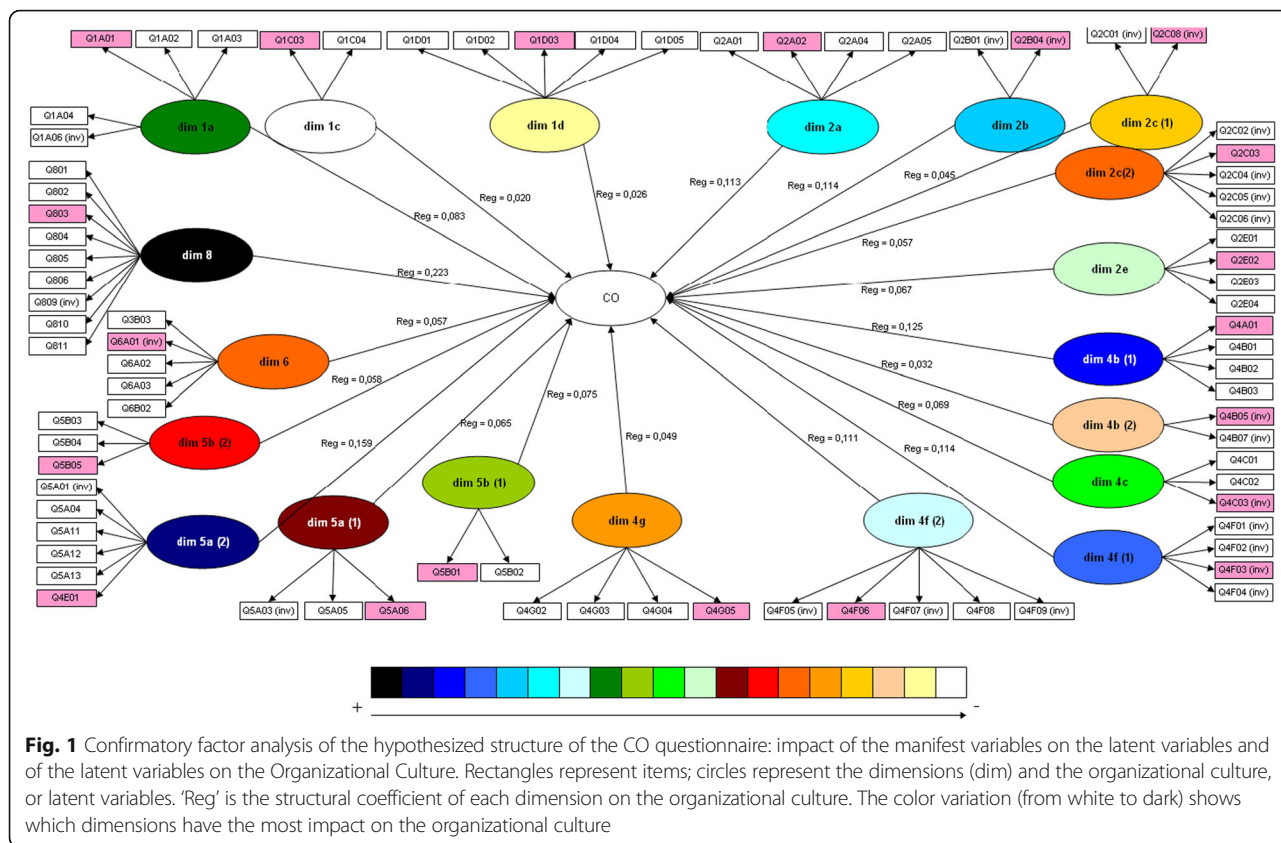 Q1A01 Q1A02 Q1A03 Q1C03 Q1C04 Q1D01 Q1D02 Q1D03 Q1D04 Q1D05 Q2A01 Q2A02 Q2A04 Q2A05 Q2B01 (inv) Q2B04 (inv) Q2C01 (inv) Q2C08 (inv)
dim 1a
dim 1c
dim 1d
dim 2a
dim 2b
dim 2c (1)
Q1A04
Q1A06 (inv)
dim 2c(2)
Q2C02 (inv)
Q2C03
Q2C04 (inv)
Q2C05 (inv)
Q2C06 (inv)
Q801
Q802
Q803
Q804
Q805
Q806
Q809 (inv)
Q810
Q811
dim 8
Reg = 0,083
Reg = 0,020
Reg = 0,026
Reg = 0,113
Reg = 0,114
Reg = 0,045
Reg = 0,057
Reg = 0,223
CO
Reg = 0,067
dim 2e
Q2E01
Q2E02
Q2E03
Q2E04
Q3B03
Q6A01 (inv)
Q6A02
Q6A03
Q6B02
dim 6
Reg = 0,057
Reg = 0,125
dim 4b (1)
Q4A01
Q4B01
Q4B02
Q4B03
Reg = 0,058
Reg = 0,032
dim 4b (2)
Q4B05 (inv)
Q4B07 (inv)
Q5B03
Q5B04
Q5B05
dim 5b (2)
Reg = 0,159
Reg = 0,065
Reg = 0,075
Reg = 0,049
Reg = 0,111
Reg = 0,069
Reg = 0,114
dim 4c
Q4C01
Q4C02
Q4C03 (inv)
Q5A01 (inv)
Q5A04
Q5A11
Q5A12
Q5A13
Q4E01
dim 5a (2)
dim 5a (1)
dim 5b (1)
dim 4g
dim 4f (2)
dim 4f (1)
Q4F01 (inv)
Q4F02 (inv)
Q4F03 (inv)
Q4F04 (inv)
Q5B01 Q5B02
Q5A03 (inv) Q5A05 Q5A06 Q4G02 Q4G03 Q4G04 Q4G05 Q4F05 (inv) Q4F06 Q4F07 (inv) Q4F08 Q4F09 (inv)
+ -
Fig. 1 Confirmatory factor analysis of the hypothesized structure of the CO questionnaire: impact of the manifest variables on the latent variables and
of the latent variables on the Organizational Culture. Rectangles represent items; circles represent the dimensions (dim) and the organizational culture,
or latent variables. ‘Reg’ is the structural coefficient of each dimension on the organizational culture. The color variation (from white to dark) shows
which dimensions have the most impact on the organizational culture